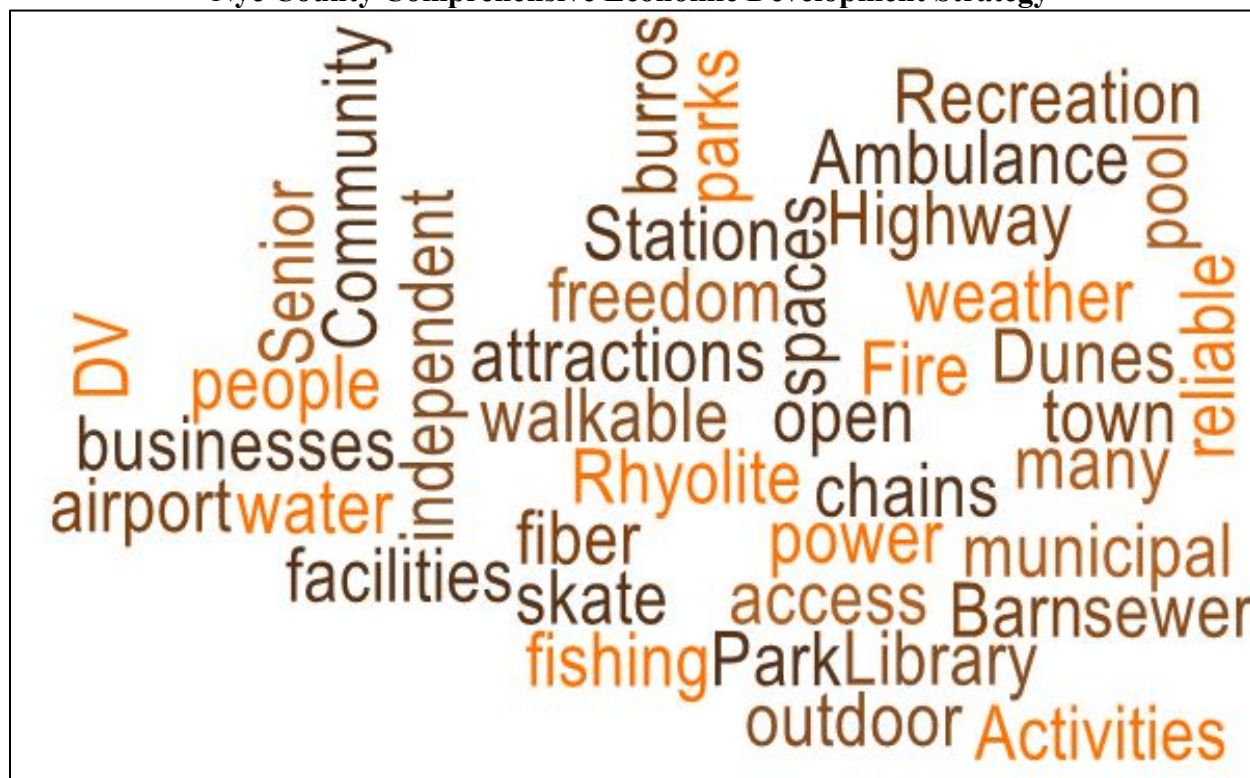 Nye County Comprehensive Economic Development Strategy
burros
parks
Community
Recreation
Ambulance
pool
Senior
independent
Station
spaces
Highway
freedom
weather
reliable
DV
people
attractions
Fire
Dunes
businesses
walkable
open
town
airport
water
Rhyolite
chains
many
fiber
power
municipal
facilities
skate
access
Barn
sewer
fishing
Park
Library
outdoor
Activities